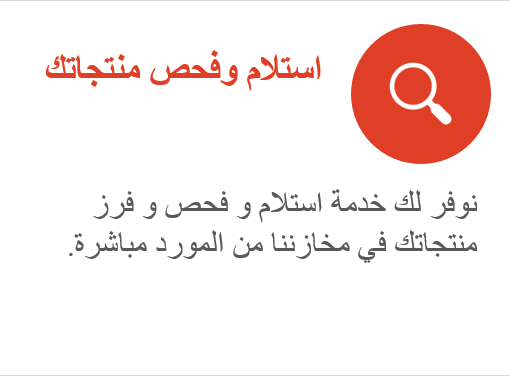 استلام وفحص منتجاتك
نوفر لك خدمة استلام و فحص و فرز
منتجاتك في مخازننا من المورد مباشرة.